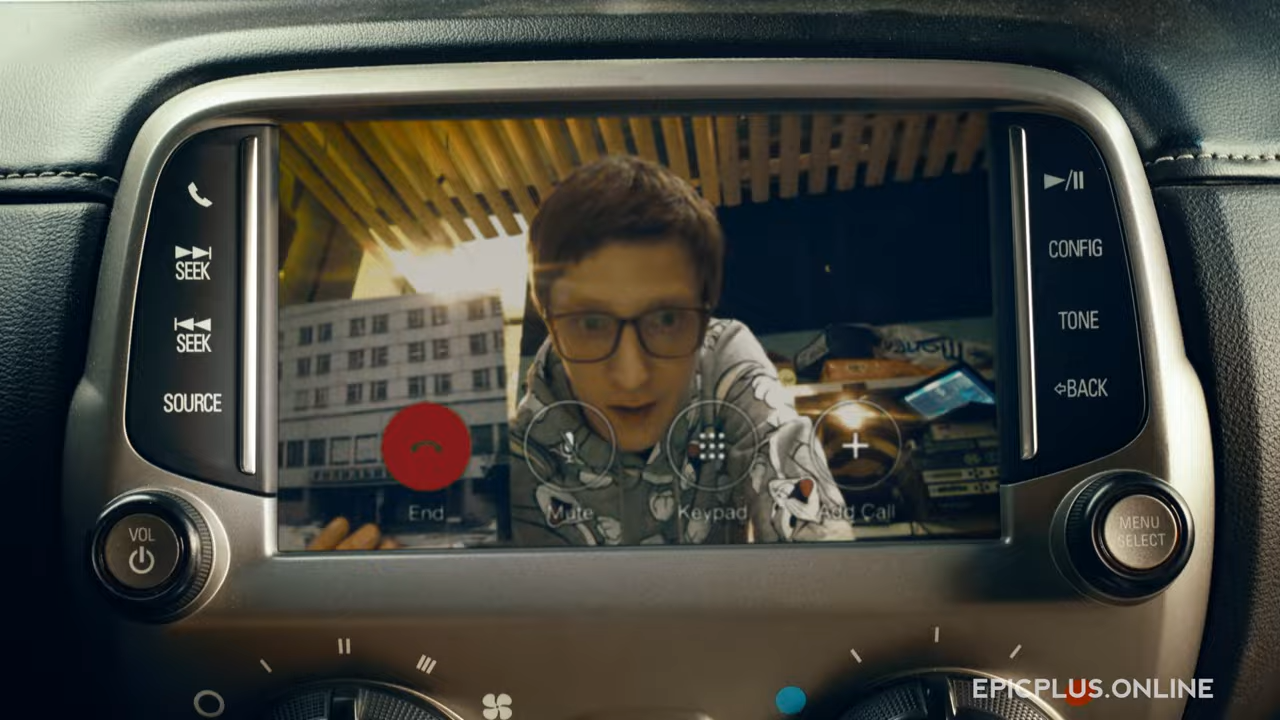 SEEK
SEEK
SOURCE
VOL
End
Mute
Keypad
Add Call
CONFIG
TONE
BACK
MENU
SELECT
EPICPLUS.ONLINE